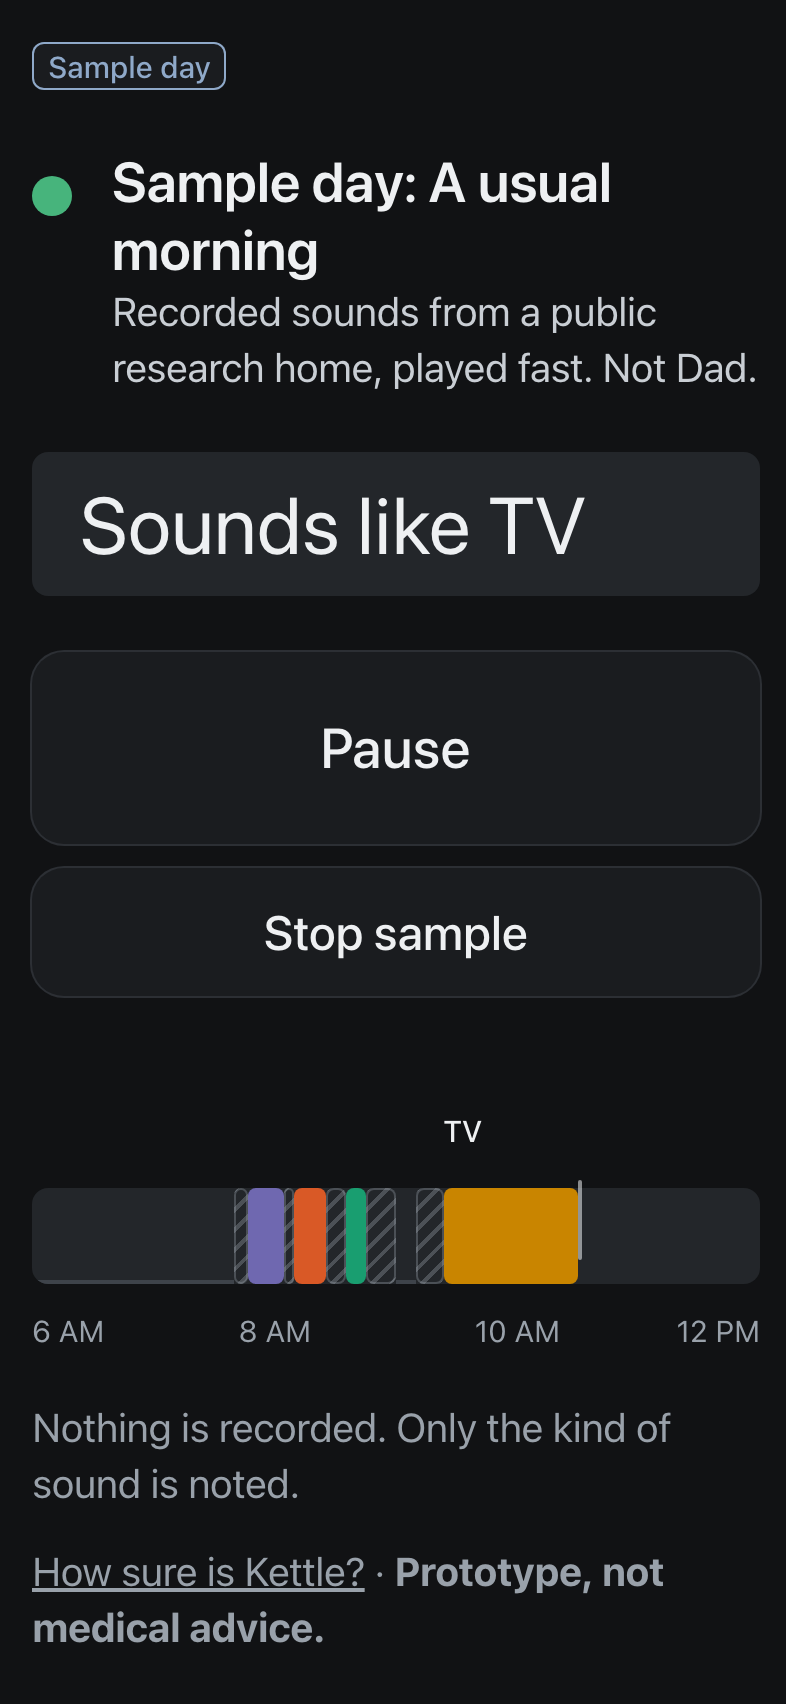 Sample day
Sample day: A usual
morning
Recorded sounds from a public
research home, played fast. Not Dad.
Sounds like TV
Pause
Stop sample
TV
6 AM 8 AM 10 AM 12 PM
Nothing is recorded. Only the kind of
sound is noted.
How sure is Kettle? · Prototype, not
medical advice.